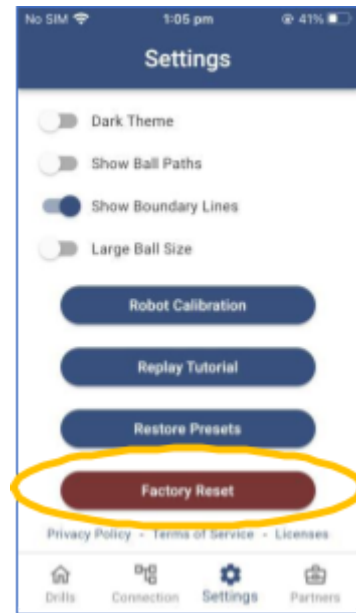 No SIM 1:05 pm 41%
Settings
Dark Theme
Show Ball Paths
Show Boundary Lines
Large Ball Size
Robot Calibration
Replay Tutorial
Restore Presets
Factory Reset
Privacy Policy - Terms of Service - Licenses
Drills Connection Settings Partners